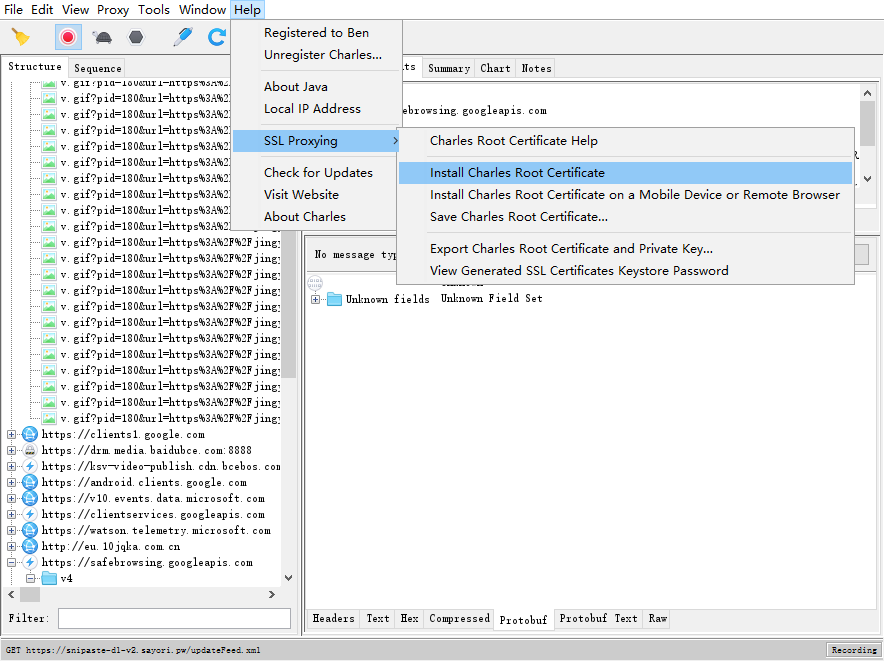 File Edit View Proxy Tools Window Help
Registered to Ben
Unregister Charles...
About Java
Local IP Address
SSL Proxying
Check for Updates
Visit Website
About Charles
Charles Root Certificate Help
Install Charles Root Certificate
Install Charles Root Certificate on a Mobile Device or Remote Browser
Save Charles Root Certificate...
Export Charles Root Certificate and Private Key...
View Generated SSL Certificates Keystore Password
Structure Sequence
Summary Chart Notes
ebrowsing.googleapis.com
v.gif?pid=180&url=https%3A%2F
v.gif?pid=180&url=https%3A%2F
v.gif?pid=180&url=https%3A%2F
v.gif?pid=180&url=https%3A%2F
v.gif?pid=180&url=https%3A%2F
v.gif?pid=180&url=https%3A%2F
v.gif?pid=180&url=https%3A%2F
v.gif?pid=180&url=https%3A%2F
v.gif?pid=180&url=https%3A%2F
v.gif?pid=180&url=https%3A%2F%2Fjingy
v.gif?pid=180&url=https%3A%2F%2Fjingy
v.gif?pid=180&url=https%3A%2F%2Fjingy
v.gif?pid=180&url=https%3A%2F%2Fjingy
v.gif?pid=180&url=https%3A%2F%2Fjingy
v.gif?pid=180&url=https%3A%2F%2Fjingy
v.gif?pid=180&url=https%3A%2F%2Fjingy
v.gif?pid=180&url=https%3A%2F%2Fjingy
v.gif?pid=180&url=https%3A%2F%2Fjingy
v.gif?pid=180&url=https%3A%2F%2Fjingy
v.gif?pid=180&url=https%3A%2F%2Fjingy
v.gif?pid=180&url=https%3A%2F%2Fjingy
https://clients1.google.com
https://drm.media.baidubce.com:8888
https://ksv-video-publish.cdn.bcebos.com
https://android.clients.google.com
https://v10.events.data.microsoft.com
https://clientservices.googleapis.com
https://watson.telemetry.microsoft.com
http://eu.10jqka.com.cn
https://safebrowsing.googleapis.com
v4
Filter:
No message typ
Unknown fields Unknown Field Set
Headers Text Hex Compressed Protobuf Protobuf Text Raw
GET https://snipaste-dl-v2.sayori.pw/updateFeed.xml
Recording